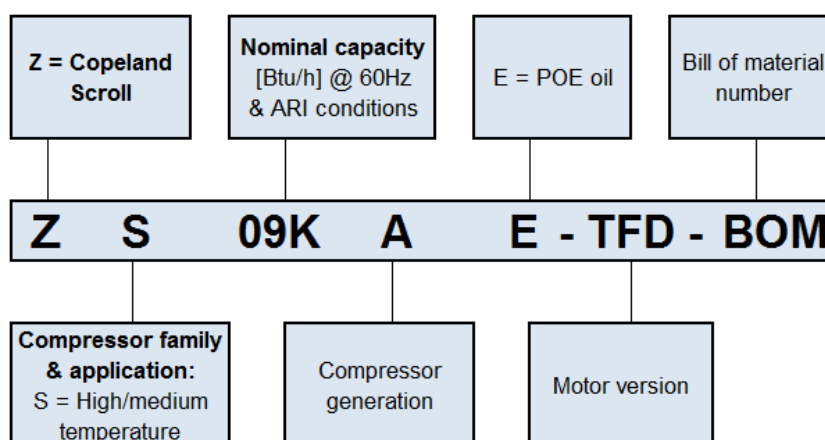 Z = Copeland
Scroll
Nominal capacity
[Btu/h] @ 60Hz
& ARI conditions
E = POE oil
Bill of material
number
Z S 09K A E - TFD - BOM
Compressor family
& application:
S = High/medium
temperature
Compressor
generation
Motor version